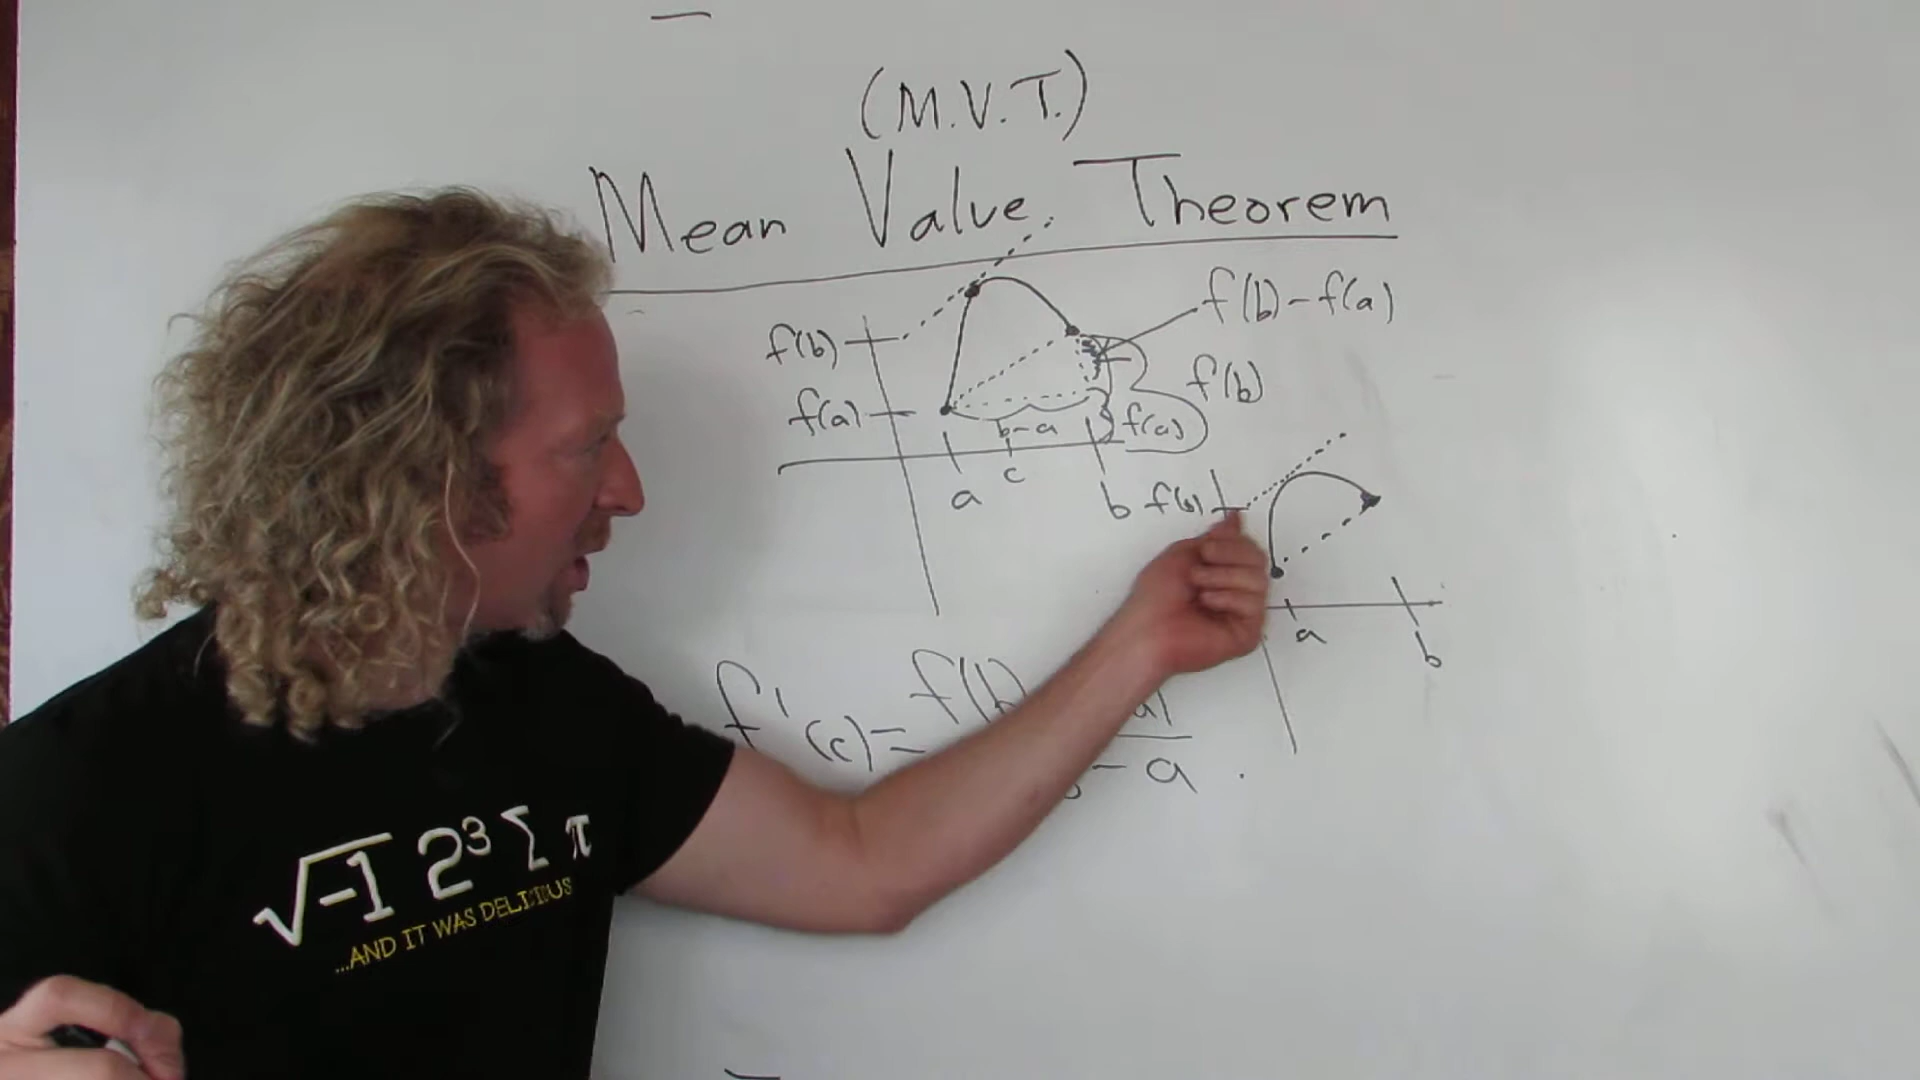 (M.V.T.)
Mean Value Theorem
f(b)-f(a)
f(b)
f(a)
f(b)
b-a
f(a)
a
c
b
f(b)
a
b
f'(c)=
-a
√-1 2³ Σ π
...AND IT WAS DELICIOUS